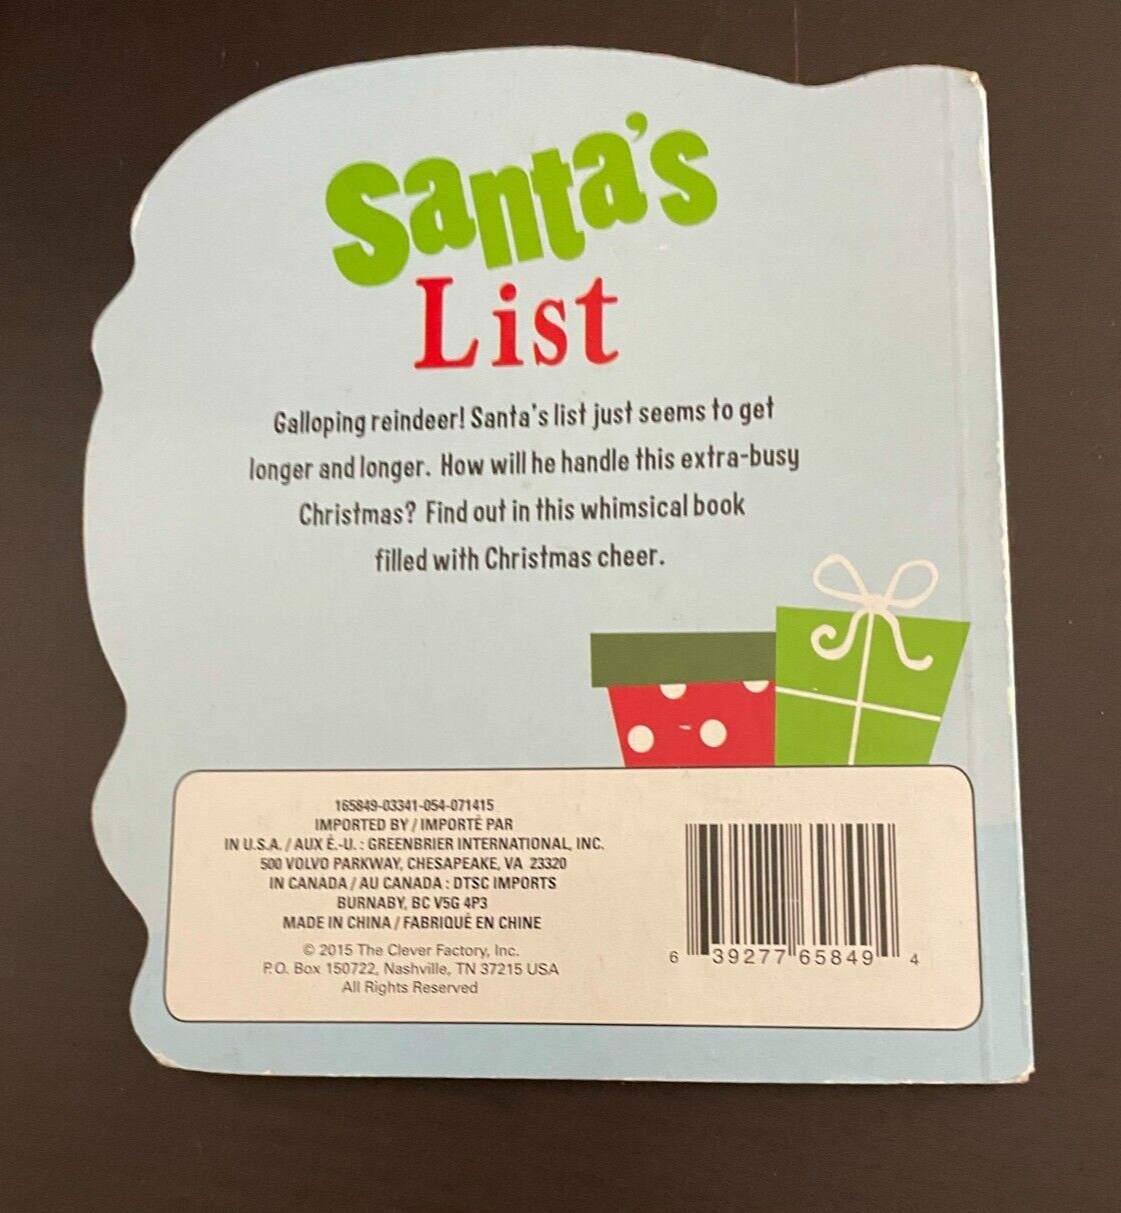 Santa's
List
Galloping reindeer! Santa's list just seems to get
longer and longer. How will he handle this extra-busy
Christmas? Find out in this whimsical book
filled with Christmas cheer.
165849-03341-054-071415
IMPORTED BY / IMPORTÉ PAR
IN U.S.A. / AUX É.-U. : GREENBRIER INTERNATIONAL, INC.
500 VOLVO PARKWAY, CHESAPEAKE, VA 23320
IN CANADA / AU CANADA : DTSC IMPORTS
BURNABY, BC V5G 4P3
MADE IN CHINA / FABRIQUÉ EN CHINE
© 2015 The Clever Factory, Inc.
P.O. Box 150722, Nashville, TN 37215 USA
All Rights Reserved
6 39277 65849 4